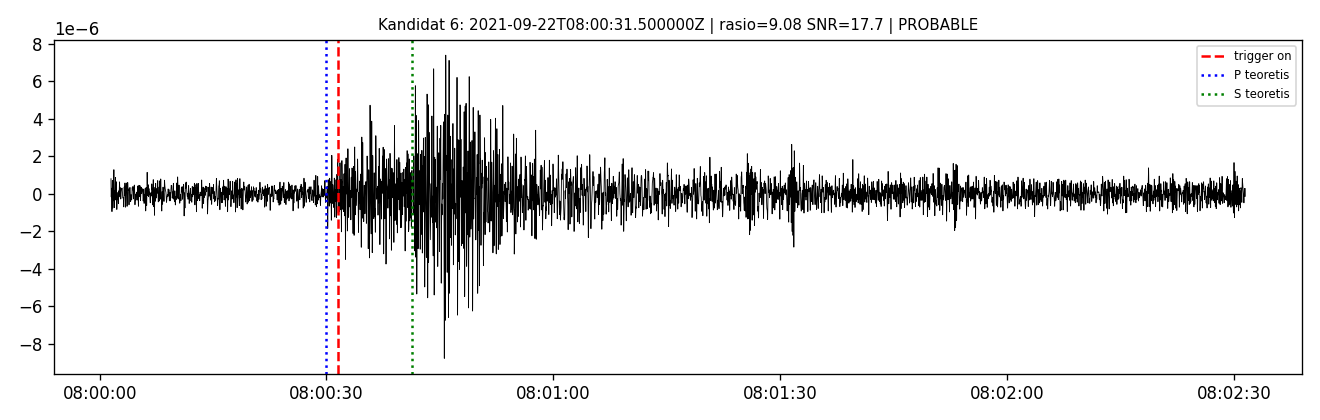 Kandidat 6: 2021-09-22T08:00:31.500000Z | rasio=9.08 SNR=17.7 | PROBABLE
1e−6
trigger on
P teoretis
S teoretis
8
6
4
2
0
−2
−4
−6
−8
08:00:00 08:00:30 08:01:00 08:01:30 08:02:00 08:02:30